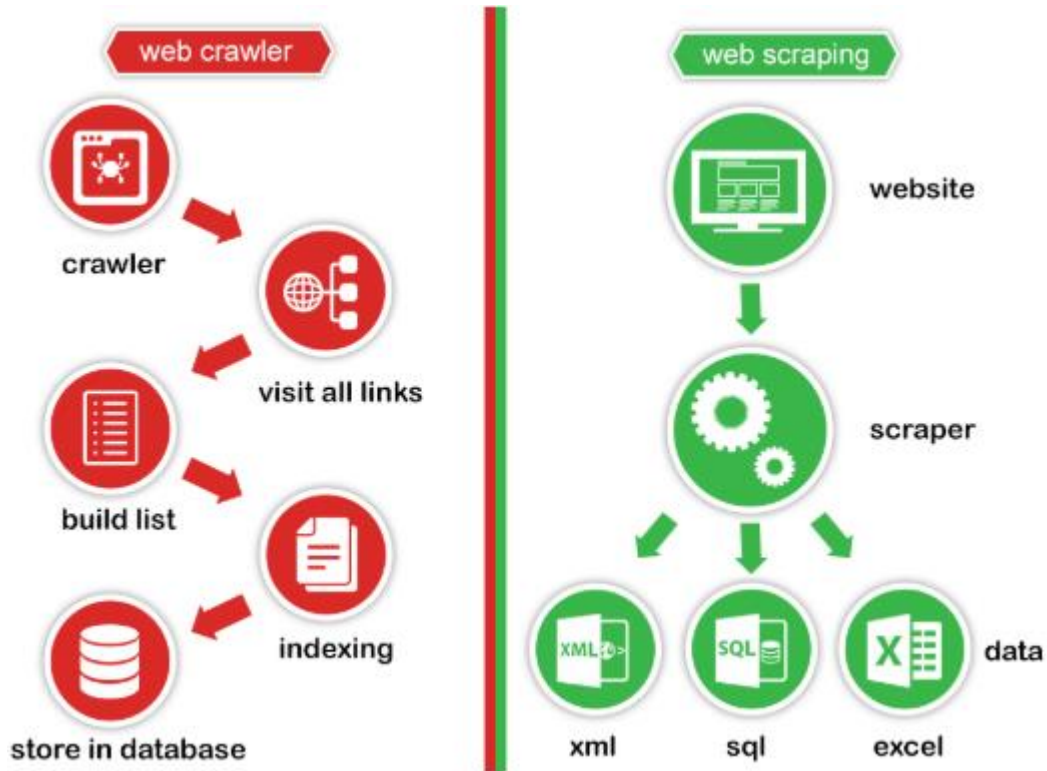 web crawler
crawler
visit all links
build list
indexing
store in database
web scraping
website
scraper
XML
SQL
X
data
xml
sql
excel